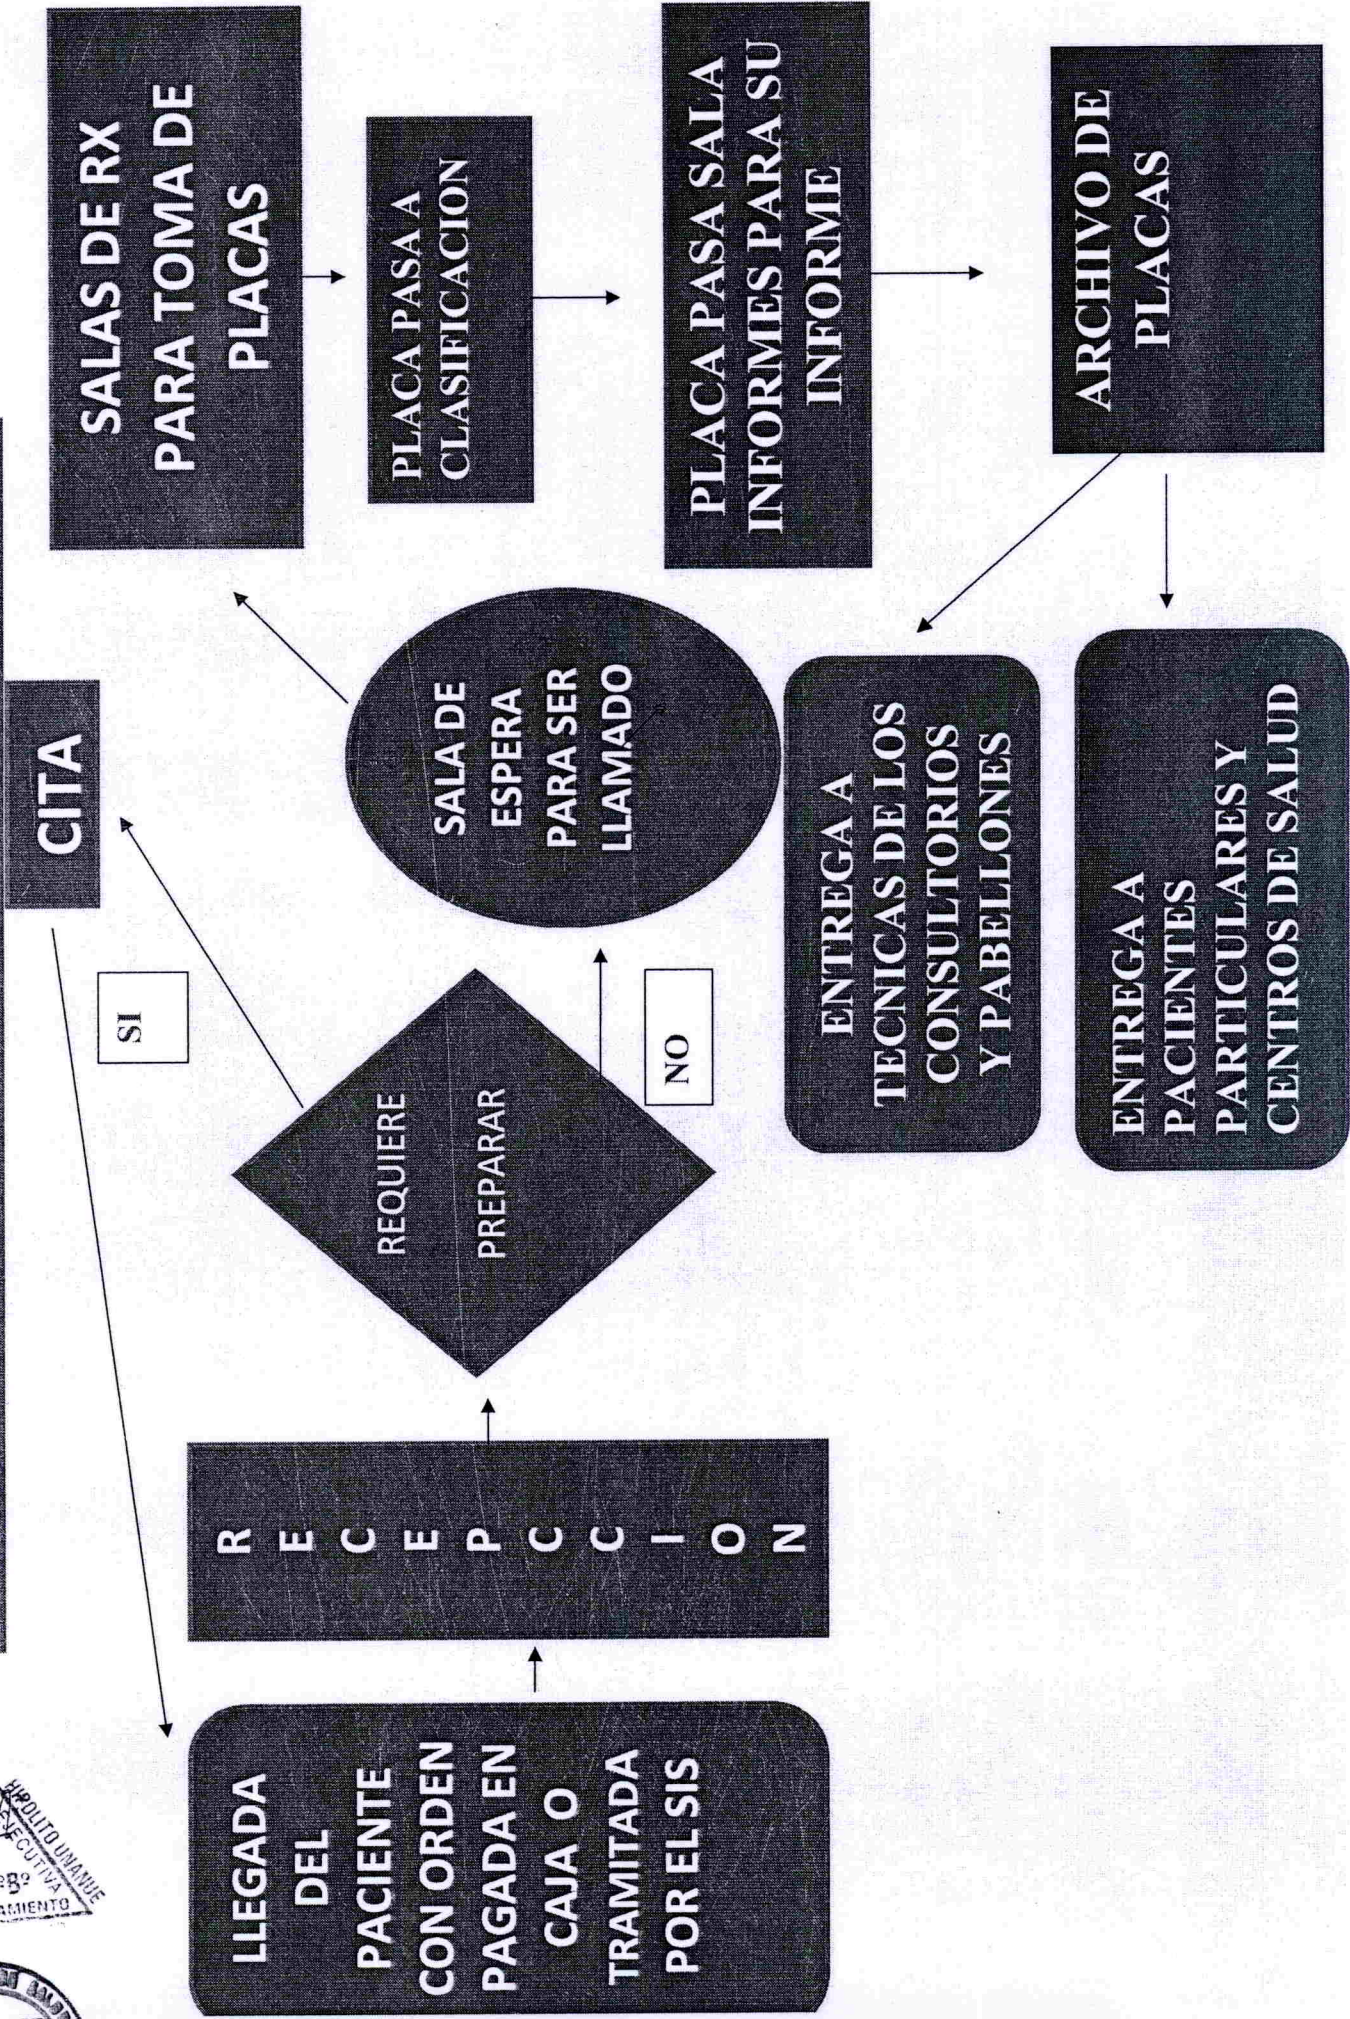 CITA
SI
LLEGADA
DEL
PACIENTE
CON ORDEN
PAGADA EN
CAJA O
TRAMITADA
POR EL SIS
R
E
C
E
P
C
C
I
O
N
REQUIERE
PREPARAR
NO
SALA DE
ESPERA
PARA SER
LLAMADO
SALAS DE RX
PARA TOMA DE
PLACAS
PLACA PASA A
CLASIFICACION
PLACA PASA SALA
INFORMES PARA SU
INFORME
ARCHIVO DE
PLACAS
ENTREGA A
TECNICAS DE LOS
CONSULTORIOS
Y PABELLONES
ENTREGA A
PACIENTES
PARTICULARES Y
CENTROS DE SALUD
HIPOLITO UNANUE
EJECUTIVA
AMIENTO